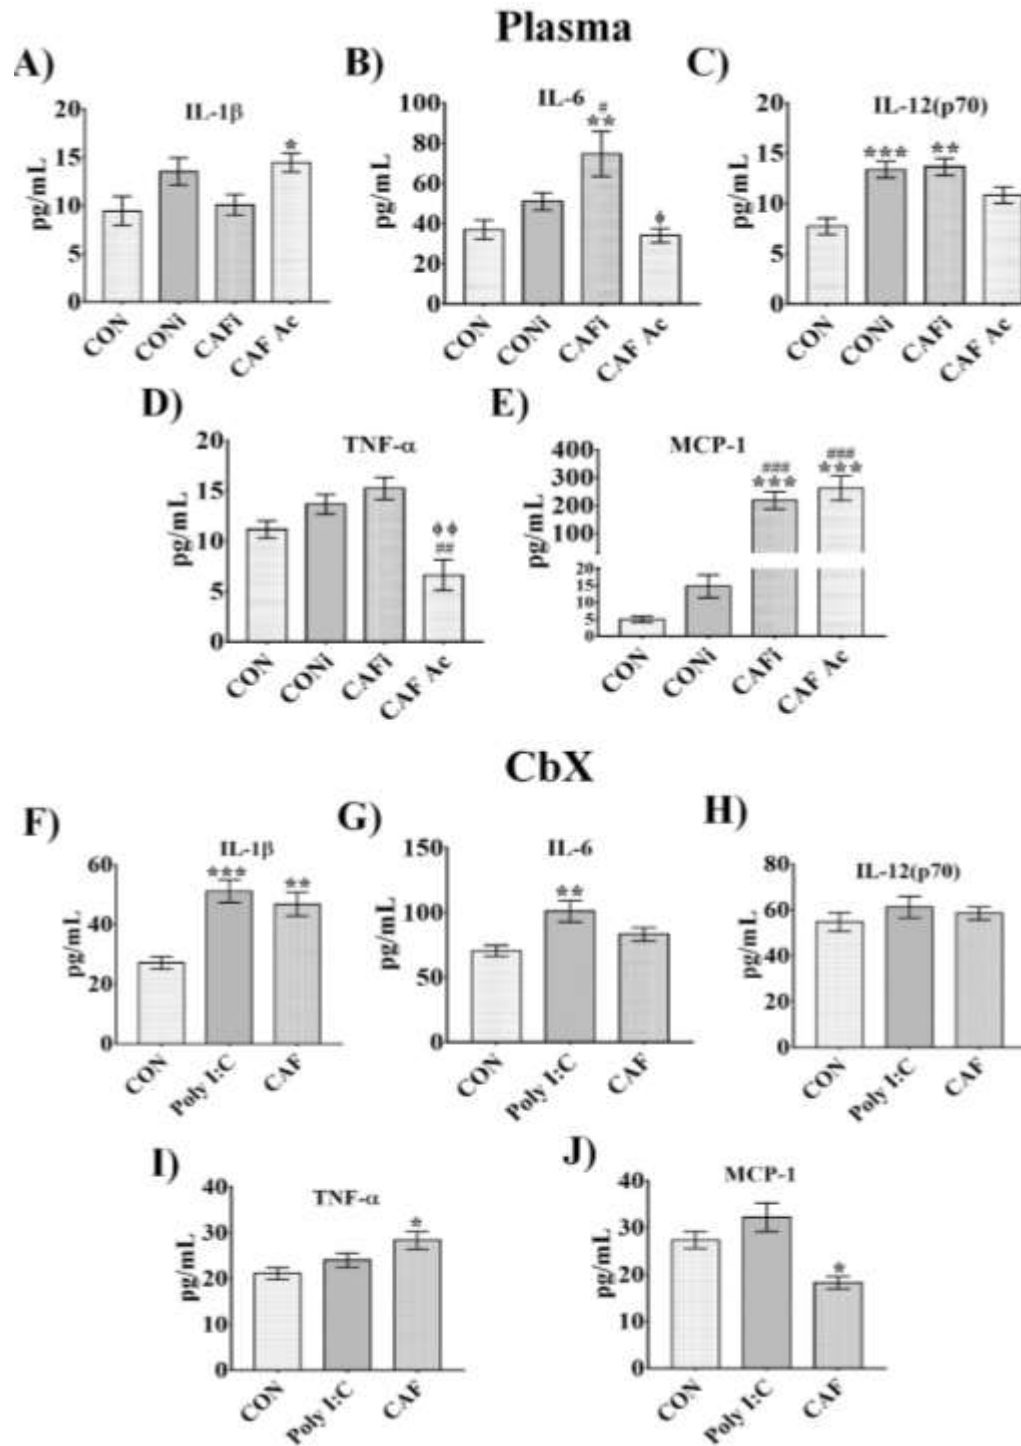 Plasma
A)
IL-1β
pg/mL
20
15
10
5
0
*
CON
CONi
CAFi
CAF Ac
B)
IL-6
pg/mL
100
80
60
40
20
0
#
**
ϕ
CON
CONi
CAFi
CAF Ac
C)
IL-12(p70)
pg/mL
20
15
10
5
0
***
**
CON
CONi
CAFi
CAF Ac
D)
TNF-α
pg/mL
20
15
10
5
0
ϕϕ
##
CON
CONi
CAFi
CAF Ac
E)
MCP-1
pg/mL
400
300
200
100
20
15
10
5
0
###
***
###
***
CON
CONi
CAFi
CAF Ac
CbX
F)
IL-1β
pg/mL
60
40
20
0
***
**
CON
Poly I:C
CAF
G)
IL-6
pg/mL
150
100
50
0
**
CON
Poly I:C
CAF
H)
IL-12(p70)
pg/mL
80
60
40
20
0
CON
Poly I:C
CAF
I)
TNF-α
pg/mL
40
30
20
10
0
*
CON
Poly I:C
CAF
J)
MCP-1
pg/mL
40
30
20
10
0
*
CON
Poly I:C
CAF